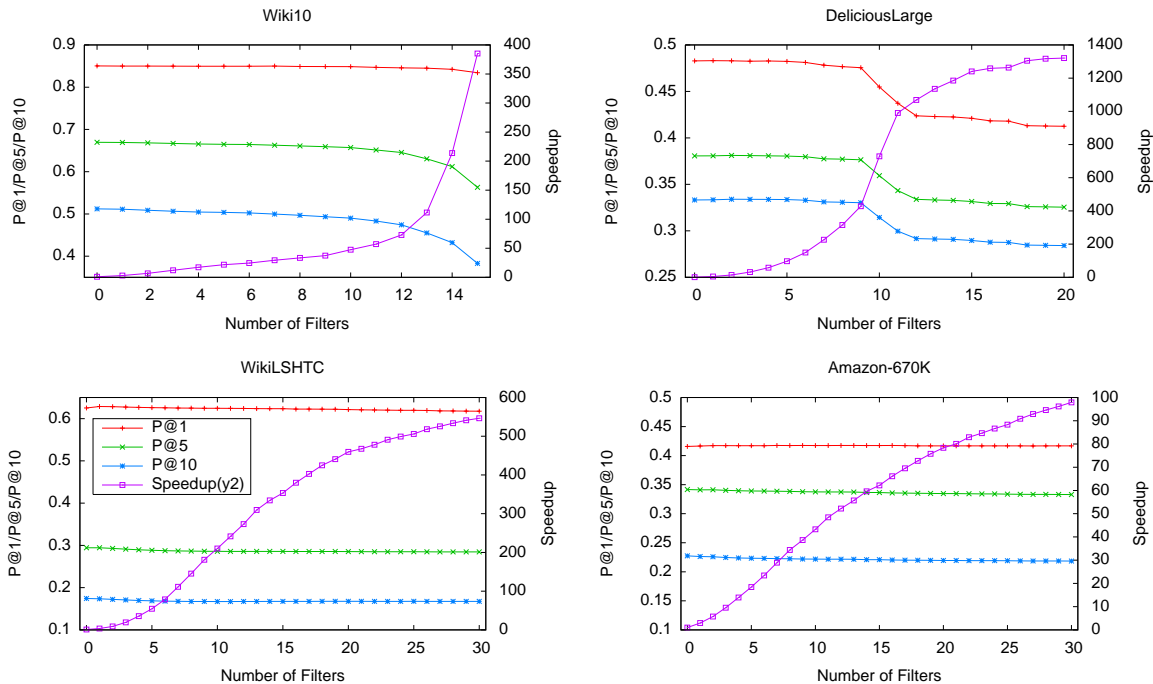 Wiki10
0.9
0.8
0.7
0.6
0.5
0.4
P@1/P@5/P@10
400
350
300
250
200
150
100
50
0
Speedup
0 2 4 6 8 10 12 14
Number of Filters
DeliciousLarge
0.5
0.45
0.4
0.35
0.3
0.25
P@1/P@5/P@10
1400
1200
1000
800
600
400
200
0
Speedup
0 5 10 15 20
Number of Filters
WikiLSHTC
0.6
0.5
0.4
0.3
0.2
0.1
P@1/P@5/P@10
P@1
P@5
P@10
Speedup(y2)
600
500
400
300
200
100
0
Speedup
0 5 10 15 20 25 30
Number of Filters
Amazon-670K
0.5
0.45
0.4
0.35
0.3
0.25
0.2
0.15
0.1
P@1/P@5/P@10
100
90
80
70
60
50
40
30
20
10
0
Speedup
0 5 10 15 20 25 30
Number of Filters